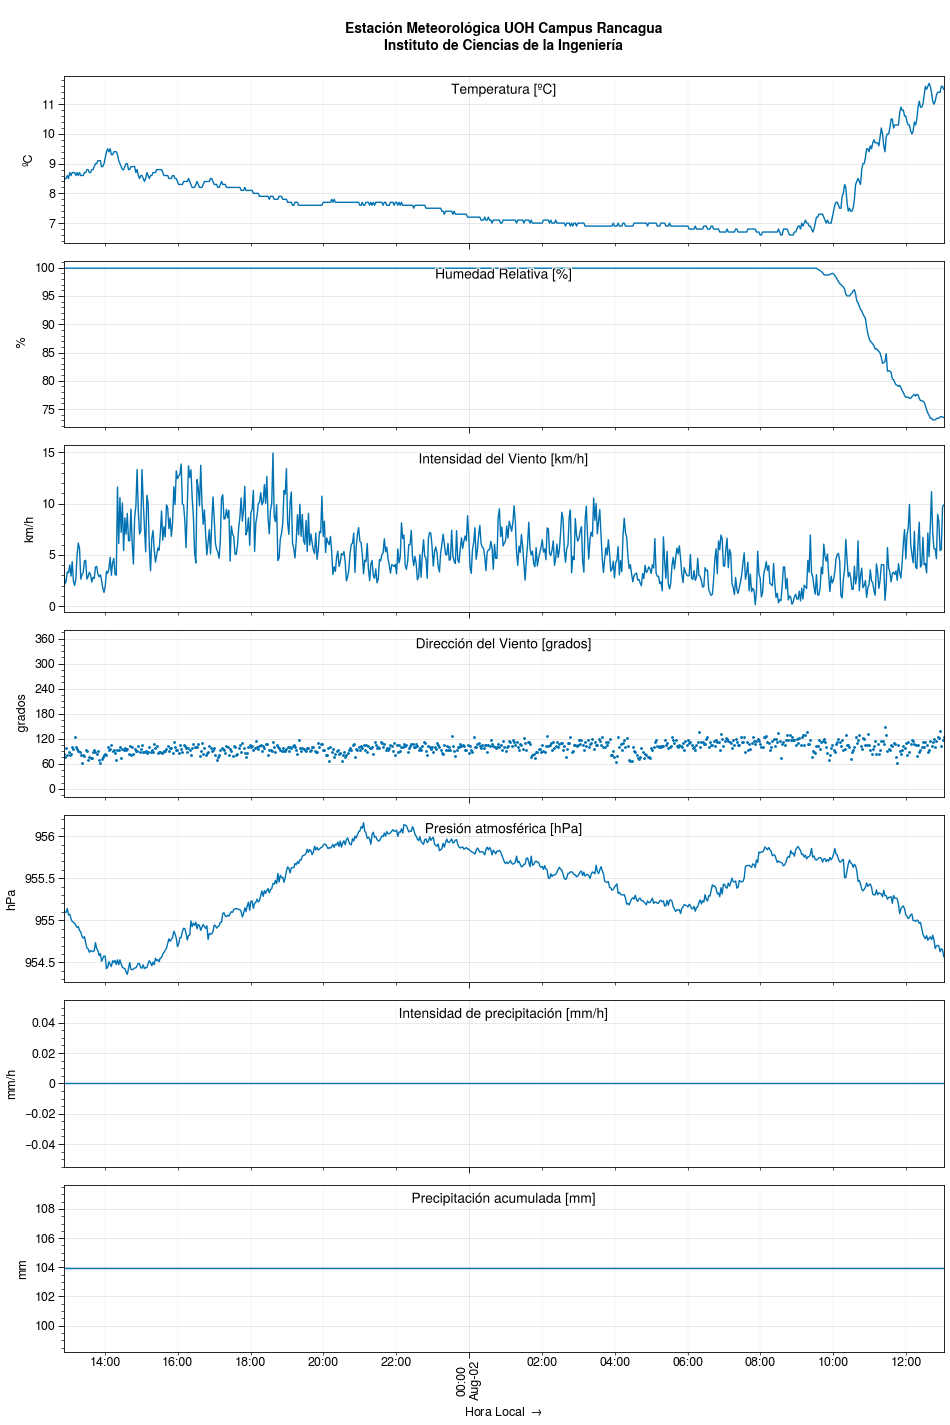 Estación Meteorológica UOH Campus Rancagua
Instituto de Ciencias de la Ingeniería
Temperatura [ºC]
ºC
11
10
9
8
7
Humedad Relativa [%]
%
100
95
90
85
80
75
Intensidad del Viento [km/h]
km/h
15
10
5
0
Dirección del Viento [grados]
grados
360
300
240
180
120
60
0
Presión atmosférica [hPa]
hPa
956
955.5
955
954.5
Intensidad de precipitación [mm/h]
mm/h
0.04
0.02
0
−0.02
−0.04
Precipitación acumulada [mm]
mm
108
106
104
102
100
14:00 16:00 18:00 20:00 22:00 00:00 02:00 04:00 06:00 08:00 10:00 12:00
Aug-02
Hora Local →